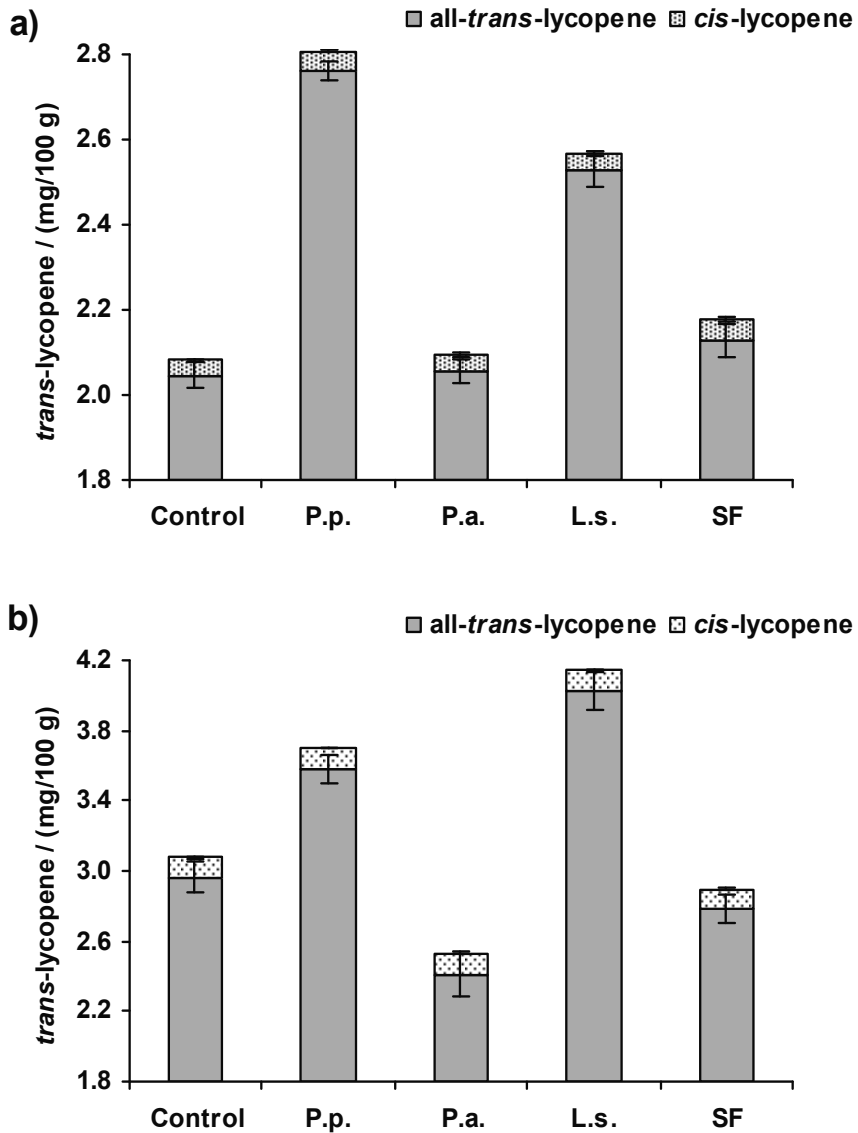 a)
all-trans-lycopene cis-lycopene
trans-lycopene / (mg/100 g)
2.8
2.6
2.4
2.2
2.0
1.8
Control P.p. P.a. L.s. SF
b)
all-trans-lycopene cis-lycopene
trans-lycopene / (mg/100 g)
4.2
3.8
3.4
3.0
2.6
2.2
1.8
Control P.p. P.a. L.s. SF